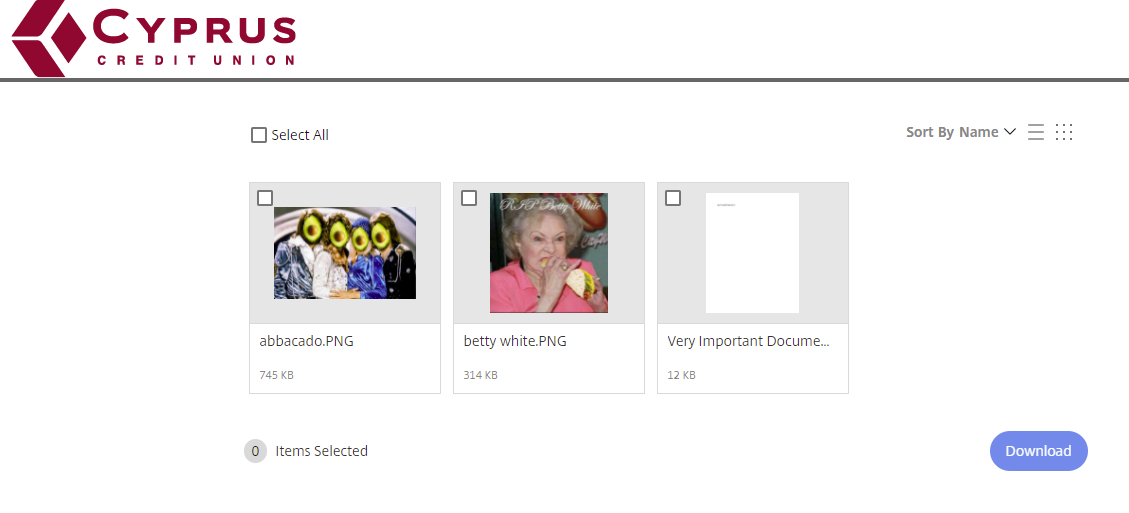 CYPRUS
CREDIT UNION
Select All
Sort By Name
RIP Betty White
abbacado.PNG
betty white.PNG
Very Important Docume...
745 KB
314 KB
12 KB
0 Items Selected
Download